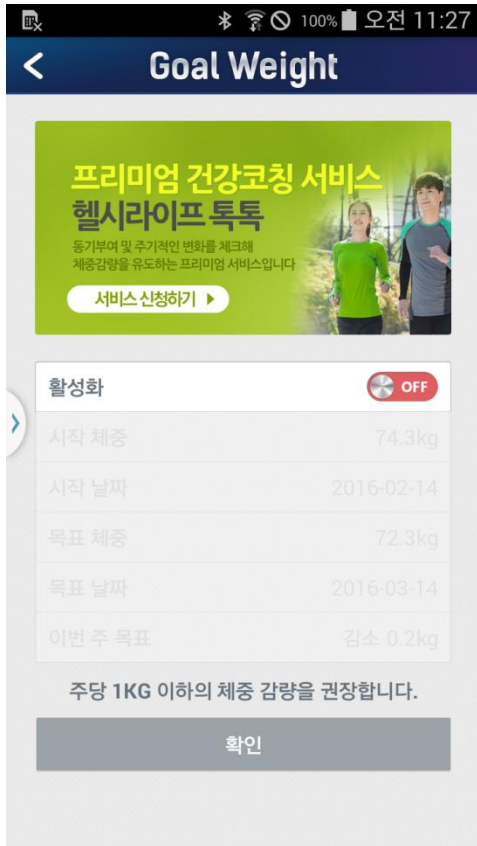 100% 오전 11:27
Goal Weight
프리미엄 건강코칭 서비스
헬시라이프 톡톡
동기부여 및 주기적인 변화를 체크해
체중감량을 유도하는 프리미엄 서비스입니다
서비스 신청하기
활성화 OFF
시작 체중 74.3kg
시작 날짜 2016-02-14
목표 체중 72.3kg
목표 날짜 2016-03-14
이번 주 목표 감소 0.2kg
주당 1KG 이하의 체중 감량을 권장합니다.
확인